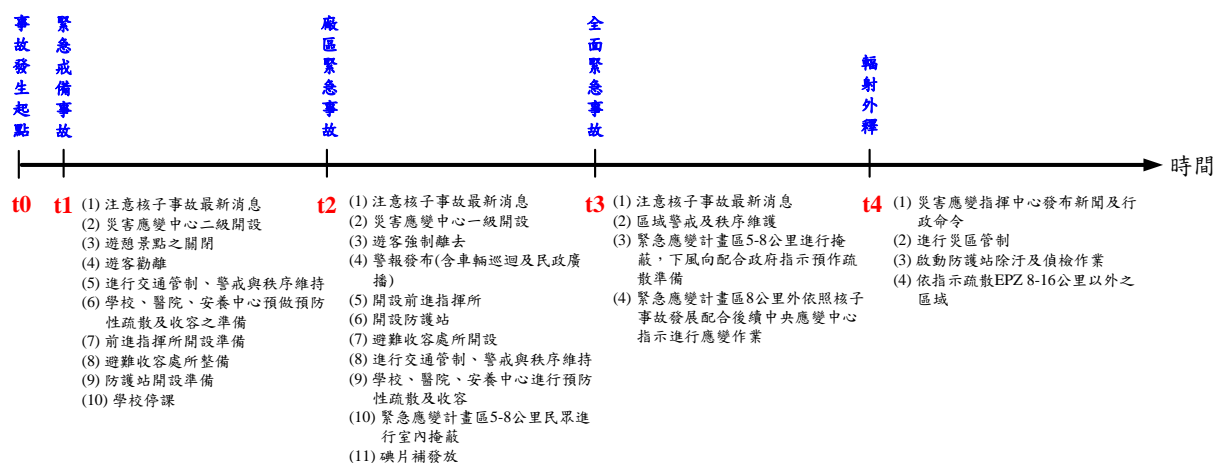 事故發生起點
緊急戒備事故
廠區緊急事故
全面緊急事故
輻射外釋
時間
t0
t1
(1) 注意核子事故最新消息
(2) 災害應變中心二級開設
(3) 遊憩景點之關閉
(4) 遊客勸離
(5) 進行交通管制、警戒與秩序維持
(6) 學校、醫院、安養中心預做預防
性疏散及收容之準備
(7) 前進指揮所開設準備
(8) 避難收容處所整備
(9) 防護站開設準備
(10) 學校停課
t2
(1) 注意核子事故最新消息
(2) 災害應變中心一級開設
(3) 遊客強制離去
(4) 警報發布(含車輛巡迴及民政廣
播)
(5) 開設前進指揮所
(6) 開設防護站
(7) 避難收容處所開設
(8) 進行交通管制、警戒與秩序維持
(9) 學校、醫院、安養中心進行預防
性疏散及收容
(10) 緊急應變計畫區5-8公里民眾進
行室內掩蔽
(11) 碘片補發放
t3
(1) 注意核子事故最新消息
(2) 區域警戒及秩序維護
(3) 緊急應變計畫區5-8公里進行掩
蔽，下風向配合政府指示預作疏
散準備
(4) 緊急應變計畫區8公里外依照核子
事故發展配合後續中央應變中心
指示進行應變作業
t4
(1) 災害應變指揮中心發布新聞及行
政命令
(2) 進行災區管制
(3) 啟動防護站除汙及偵檢作業
(4) 依指示疏散EPZ 8-16公里以外之
區域